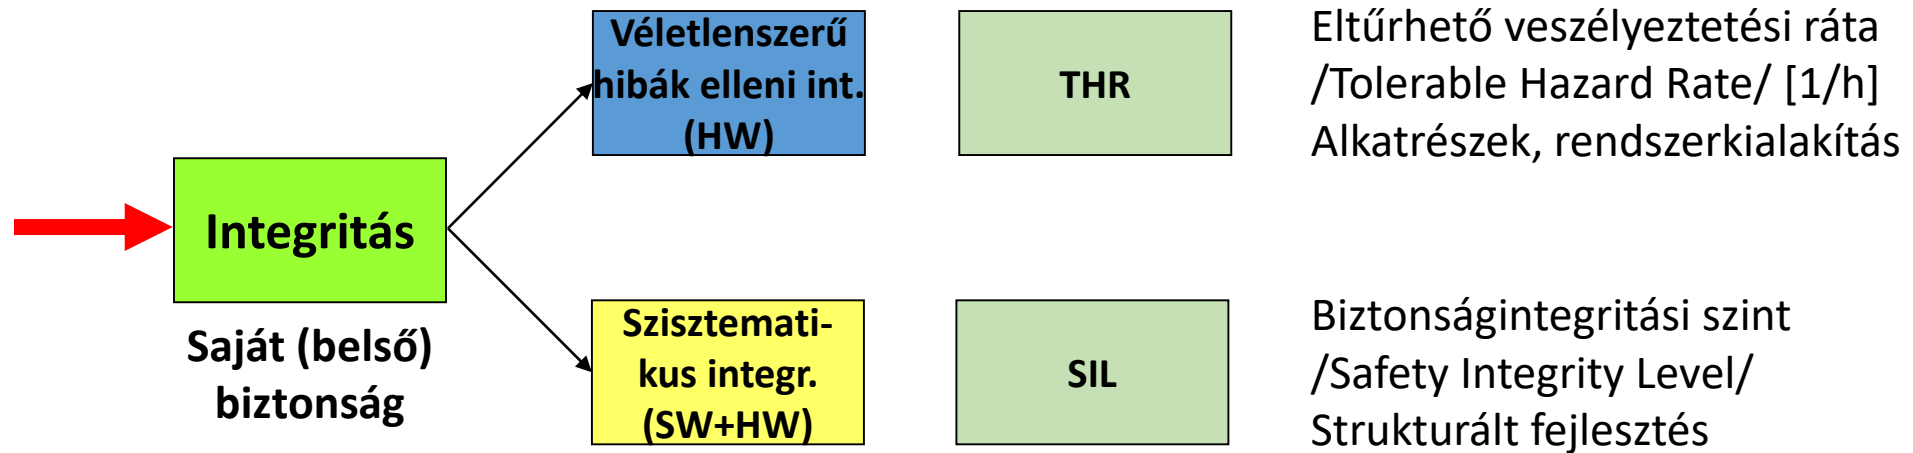 Integritás
Saját (belső)
biztonság
Véletlenszerű
hibák elleni int.
(HW)
THR
Eltűrhető veszélyeztetési ráta
/Tolerable Hazard Rate/ [1/h]
Alkatrészek, rendszerkialakítás
Szisztemati-
kus integr.
(SW+HW)
SIL
Biztonságintegritási szint
/Safety Integrity Level/
Strukturált fejlesztés